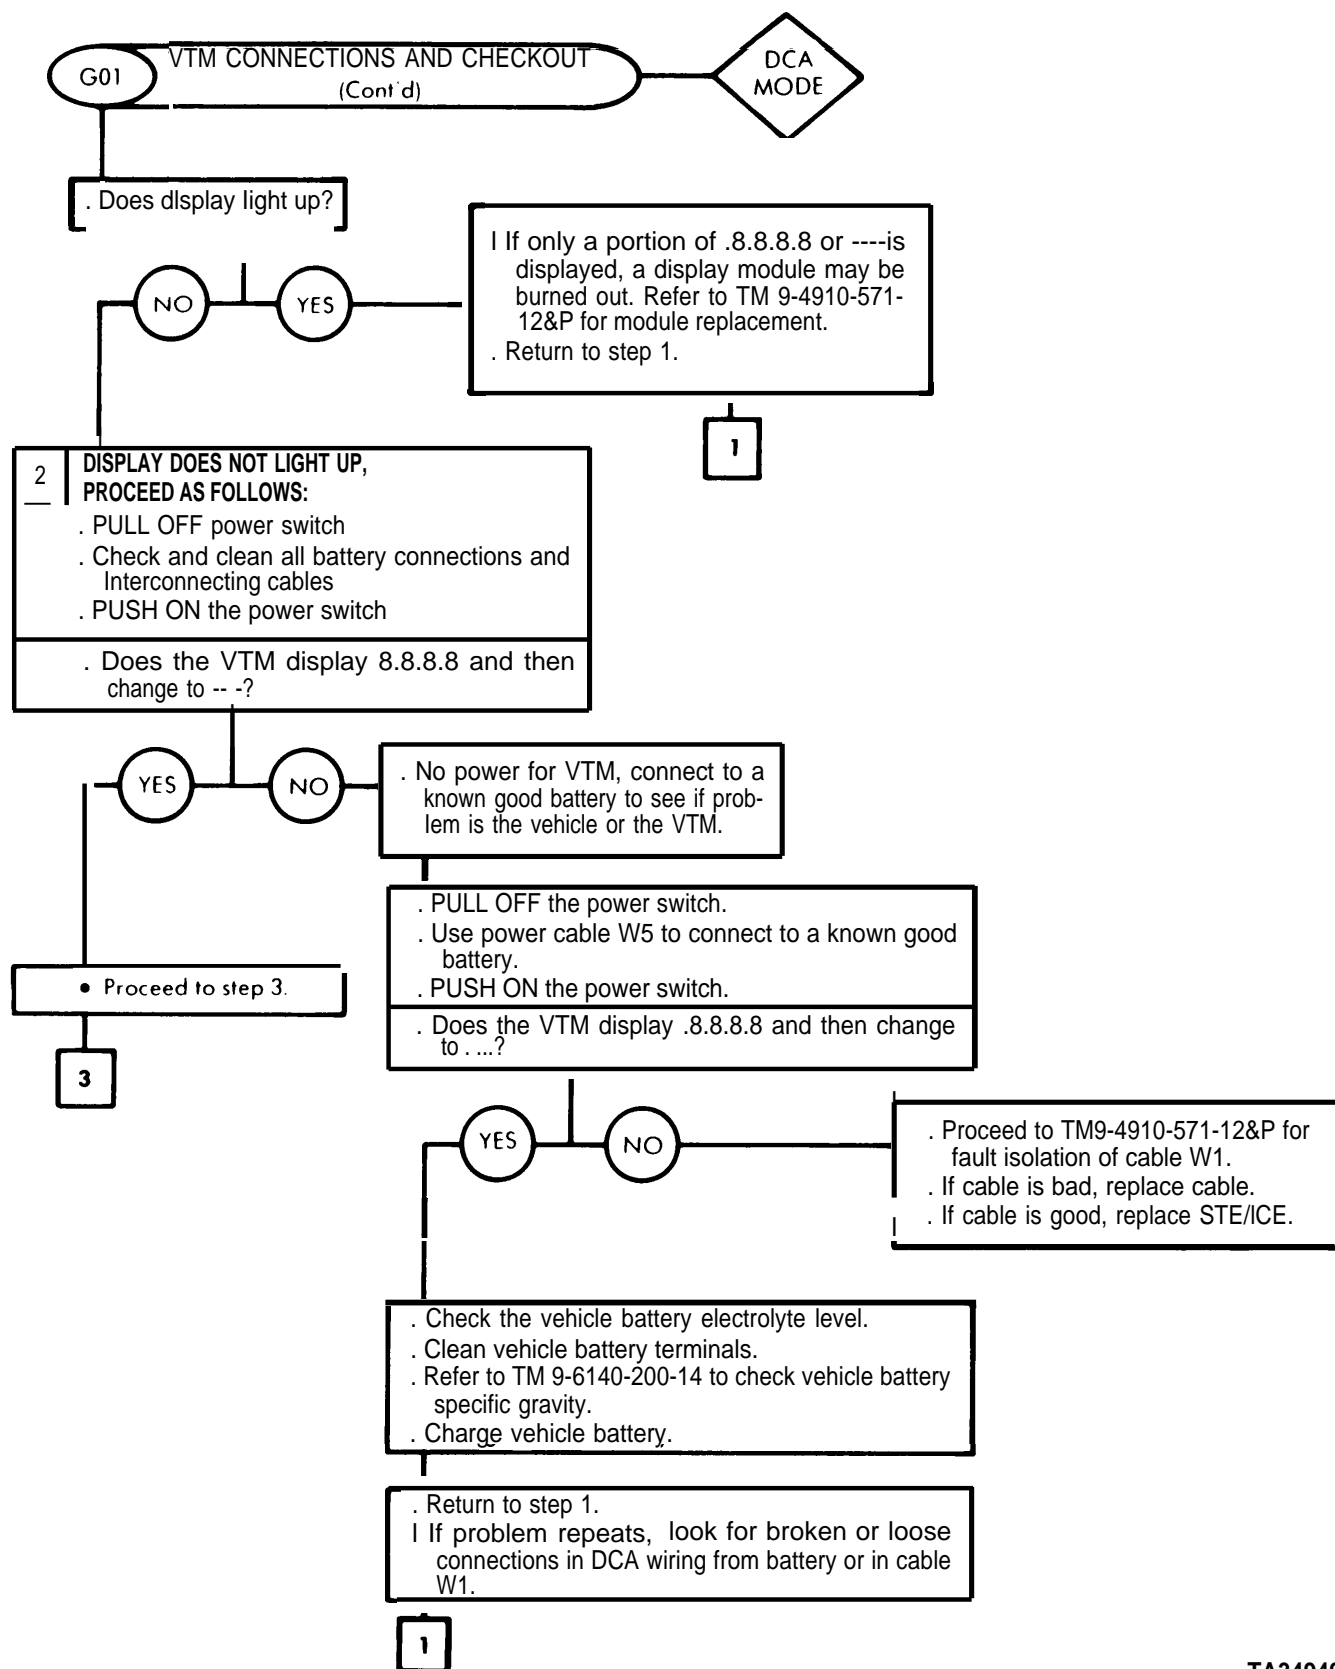 G01
VTM CONNECTIONS AND CHECKOUT
(Cont'd)
DCA
MODE
. Does dIsplay light up?
NO
YES
I If only a portion of .8.8.8.8 or ----is
displayed, a display module may be
burned out. Refer to TM 9-4910-571-
12&P for module replacement.
. Return to step 1.
1
2
DISPLAY DOES NOT LIGHT UP,
PROCEED AS FOLLOWS:
. PULL OFF power switch
. Check and clean all battery connections and
Interconnecting cables
. PUSH ON the power switch
. Does the VTM display 8.8.8.8 and then
change to -- -?
YES
NO
. No power for VTM, connect to a
known good battery to see if prob-
lem is the vehicle or the VTM.
. PULL OFF the power switch.
. Use power cable W5 to connect to a known good
battery.
. PUSH ON the power switch.
. Does the VTM display .8.8.8.8 and then change
to . ...?
• Proceed to step 3.
3
YES
NO
. Proceed to TM9-4910-571-12&P for
fault isolation of cable W1.
. If cable is bad, replace cable.
. If cable is good, replace STE/ICE.
. Check the vehicle battery electrolyte level.
. Clean vehicle battery terminals.
. Refer to TM 9-6140-200-14 to check vehicle battery
specific gravity.
. Charge vehicle battery.
. Return to step 1.
I If problem repeats, look for broken or loose
connections in DCA wiring from battery or in cable
W1.
1